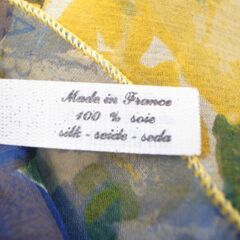 Made in France
100 % soie
silk - seide - seda